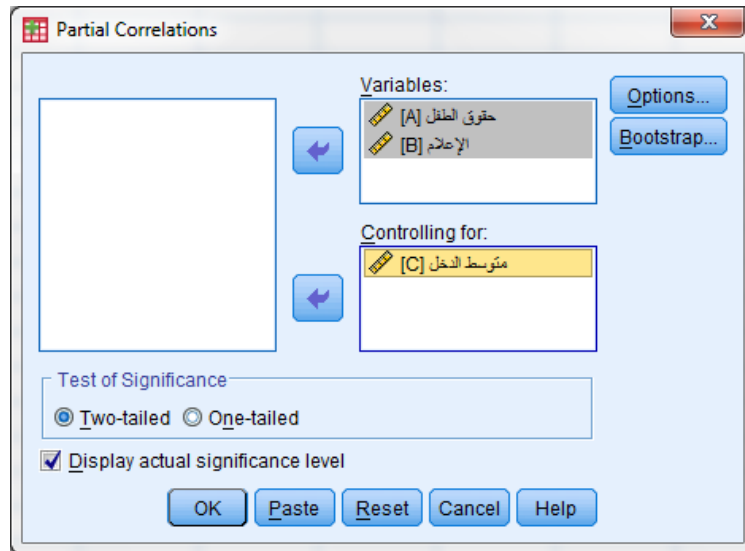 Partial Correlations
Variables:
حقوق الطفل [A]
الإعلام [B]
Options...
Bootstrap...
Controlling for:
متوسط الدخل [C]
Test of Significance
Two-tailed
One-tailed
Display actual significance level
OK
Paste
Reset
Cancel
Help